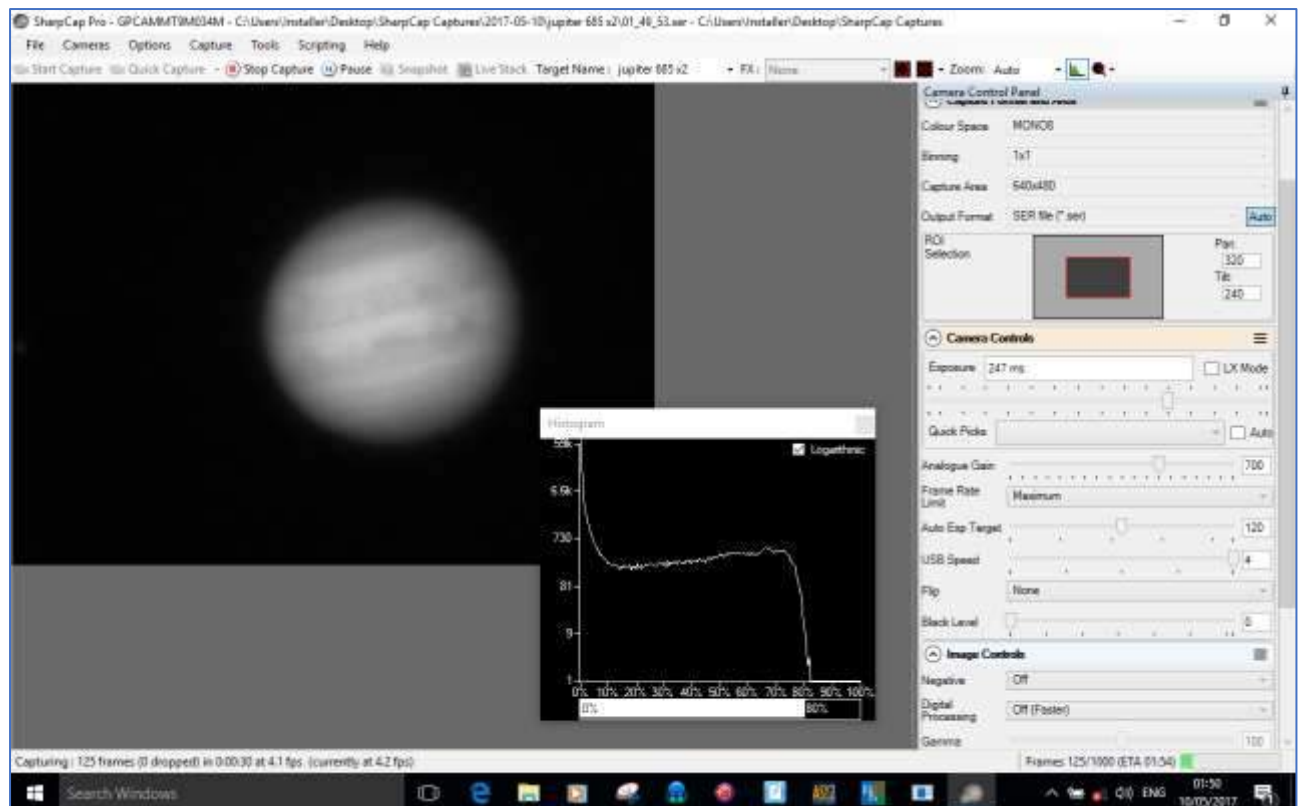 SharpCap Pro - GPCAMMT9M034M - C:\Users\Installer\Desktop\SharpCap Captures\2017-05-10\jupiter 685 x2\01_49_53.ser - C:\Users\Installer\Desktop\SharpCap Captures
File Cameras Options Capture Tools Scripting Help
Start Capture Quick Capture Stop Capture Pause Snapshot Live Stack Target Name: jupiter 685 x2 FX: None Zoom: Auto
Camera Control Panel
Capture Format and Area
Colour Space MONO8
Binning 1x1
Capture Area 640x480
Output Format SER file (*.ser) Auto
ROI
Selection
Pan:
320
Tilt:
240
Camera Controls
Exposure 247 ms LX Mode
Quick Picks Auto
Analogue Gain 700
Frame Rate
Limit
Maximum
Auto Exp Target 120
USB Speed 4
Flip None
Black Level 0
Image Controls
Negative Off
Digital
Processing
Off (Faster)
Gamma 100
Histogram
Logarithmic
730
81
9
1
0% 10% 20% 30% 40% 50% 60% 70% 80% 90% 100%
0% 80%
Capturing: 125 frames (0 dropped) in 0:00:30 at 4.1 fps (currently at 4.2 fps)
Frames: 125/1000 (ETA 01:54)
Search Windows
ENG
01:50
10/05/2017